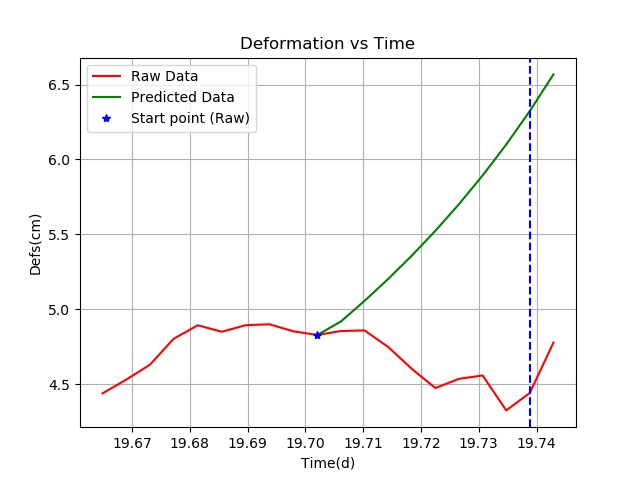 Deformation vs Time
Raw Data
Predicted Data
Start point (Raw)
Defs(cm)
6.5
6.0
5.5
5.0
4.5
19.67 19.68 19.69 19.70 19.71 19.72 19.73 19.74
Time(d)